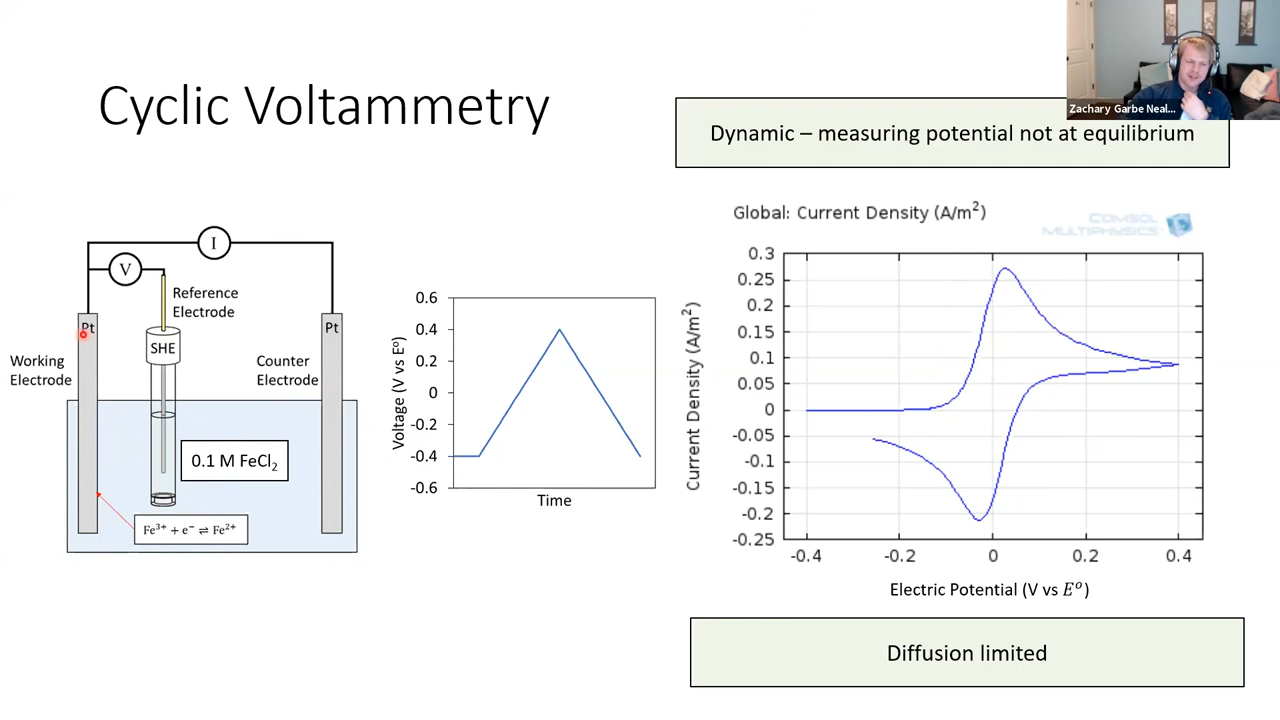 Cyclic Voltammetry
Zachary Garbe Neal...
Dynamic – measuring potential not at equilibrium
I
V
Reference
Electrode
Pt
Pt
SHE
Working
Electrode
Counter
Electrode
0.1 M FeCl₂
Fe³⁺ + e⁻ ⇌ Fe²⁺
0.6
0.4
0.2
0
-0.2
-0.4
-0.6
Voltage (V vs Eº)
Time
Global: Current Density (A/m²)
COMSOL
MULTIPHYSICS
0.3
0.25
0.2
0.15
0.1
0.05
0
-0.05
-0.1
-0.15
-0.2
-0.25
Current Density (A/m²)
-0.4
-0.2
0
0.2
0.4
Electric Potential (V vs Eº)
Diffusion limited